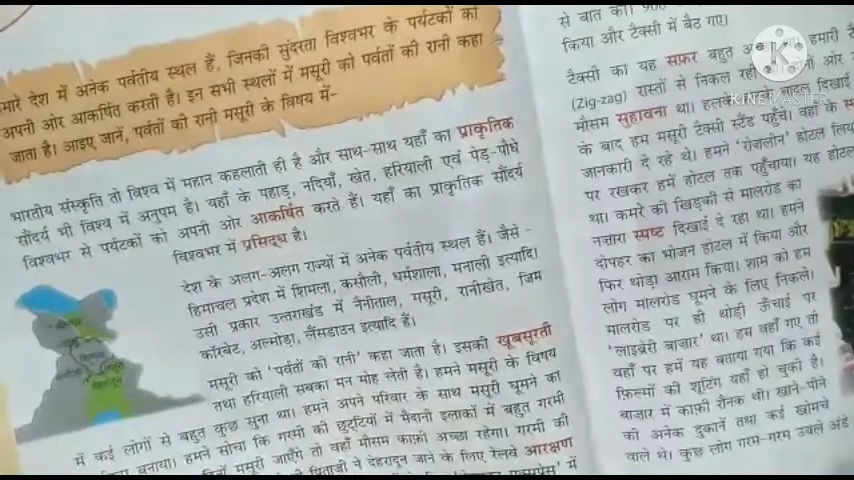 मारे देश में अनेक पर्वतीय स्थल हैं, जिनकी सुंदरता विश्वभर के पर्यटकों को
अपनी ओर आकर्षित करती है। इन सभी स्थलों में मसूरी को पर्वतों की रानी कहा
जाता है। आइए जानें, पर्वतों की रानी मसूरी के विषय में-
भारतीय संस्कृति तो विश्व में महान कहलाती ही है और साथ-साथ यहाँ का प्राकृतिक
सौंदर्य भी विश्व में अनुपम है। यहाँ के पहाड़, नदियाँ, खेत, हरियाली एवं पेड़-पौधे
विश्वभर से पर्यटकों को अपनी ओर आकर्षित करते हैं। यहाँ का प्राकृतिक सौंदर्य
विश्वभर में प्रसिद्ध है।
देश के अलग-अलग राज्यों में अनेक पर्वतीय स्थल हैं। जैसे -
हिमाचल प्रदेश में शिमला, कसौली, धर्मशाला, मनाली इत्यादि।
उसी प्रकार उत्तराखंड में नैनीताल, मसूरी, रानीखेत, जिम
कॉरबेट, अल्मोड़ा, लैंमडाउन इत्यादि हैं।
मसूरी को 'पर्वतों की रानी' कहा जाता है। इसकी खूबसूरती
तथा हरियाली सबका मन मोह लेती है। हमने मसूरी के विषय
में कई लोगों से बहुत कुछ सुना था। हमने अपने परिवार के साथ मसूरी घूमने का
बनाया। हमने सोचा कि गरमी की छुट्टियों में मैदानी इलाकों में बहुत गरमी
मसूरी जाएँगे तो वहाँ मौसम काफ़ी अच्छा रहेगा। गरमी की
पिताजी ने देहरादून जाने के लिए रेलवे आरक्षण
में
से बात की। 900
किया और टैक्सी में बैठ गए।
टैक्सी का यह सफ़र बहुत हमारी
(Zig-zag) रास्तों से निकल रही ओर
मौसम सुहावना था। हलके बादल दिखाई
के बाद हम मसूरी टैक्सी स्टैंड पहुँचे। वहाँ के
जानकारी दे रहे थे। हमने 'रोज़लीन' होटल लिया
पर रखकर हमें होटल तक पहुँचाया। यह होटल
था। कमरे की खिड़की से मालरोड का
नज़ारा स्पष्ट दिखाई दे रहा था। हमने
दोपहर का भोजन होटल में किया और
फिर थोड़ा आराम किया। शाम को हम
लोग मालरोड घूमने के लिए निकले।
मालरोड पर ही थोड़ी ऊँचाई पर
'लाइब्रेरी बाज़ार' था। हम वहाँ गए तो
वहाँ पर हमें यह बताया गया कि कई
फ़िल्मों की शूटिंग यहाँ हो चुकी है।
बाज़ार में काफ़ी रौनक थी। खाने-पीने
की अनेक दुकानें तथा कई खोमचे
वाले थे। कुछ लोग गरम-गरम उबले अंडे
KINEMASTER